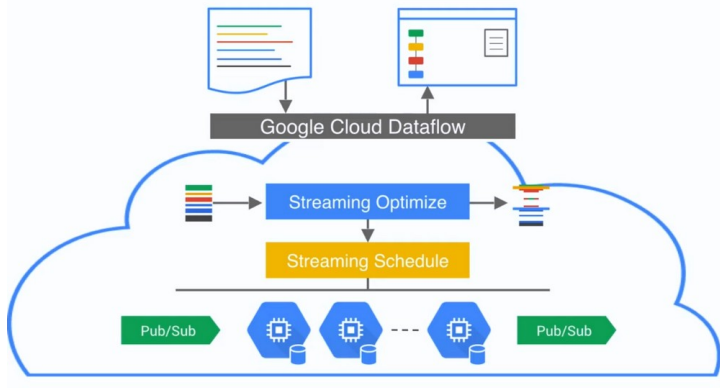 Google Cloud Dataflow
Streaming Optimize
Streaming Schedule
Pub/Sub
Pub/Sub